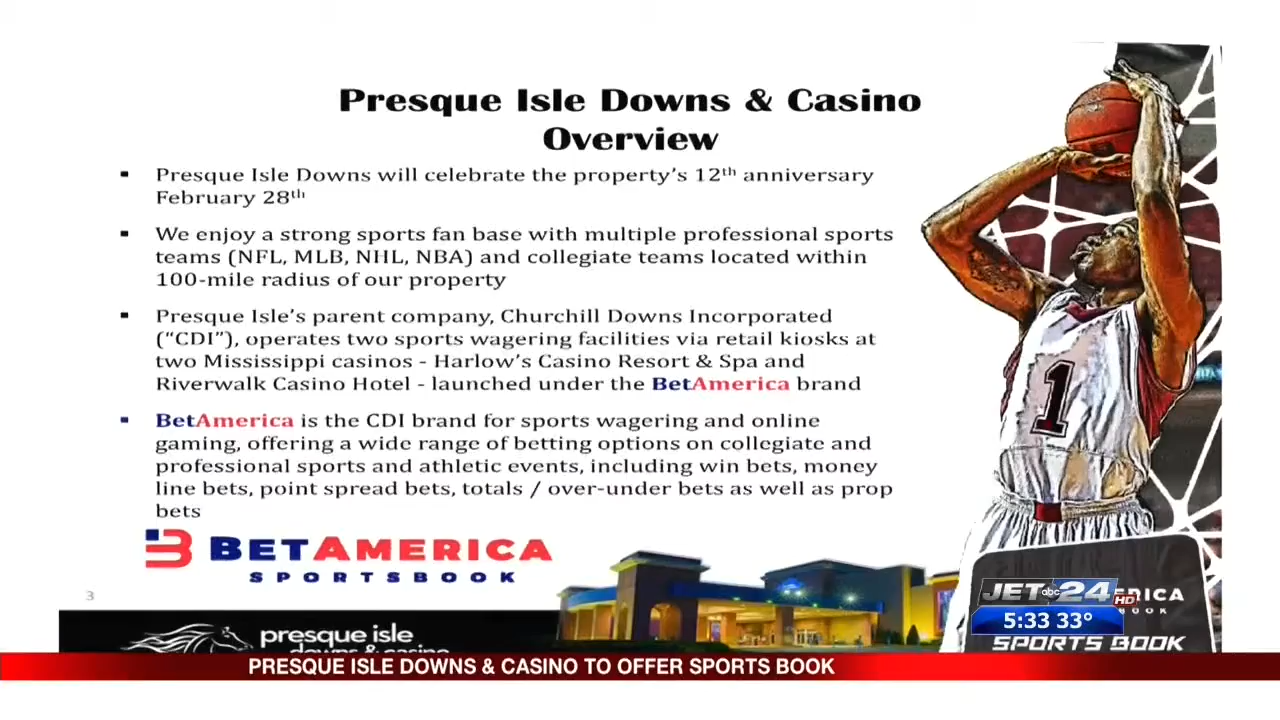 Presque Isle Downs & Casino
Overview
▪ Presque Isle Downs will celebrate the property's 12th anniversary
February 28th
▪ We enjoy a strong sports fan base with multiple professional sports
teams (NFL, MLB, NHL, NBA) and collegiate teams located within
100-mile radius of our property
▪ Presque Isle's parent company, Churchill Downs Incorporated
("CDI"), operates two sports wagering facilities via retail kiosks at
two Mississippi casinos - Harlow's Casino Resort & Spa and
Riverwalk Casino Hotel - launched under the BetAmerica brand
▪ BetAmerica is the CDI brand for sports wagering and online
gaming, offering a wide range of betting options on collegiate and
professional sports and athletic events, including win bets, money
line bets, point spread bets, totals / over-under bets as well as prop
bets
1
BETAMERICA
SPORTSBOOK
3
JET abc 24 HD
ERICA
OOK
5:33 33°
SPORTS BOOK
presque isle
downs & casino
PRESQUE ISLE DOWNS & CASINO TO OFFER SPORTS BOOK